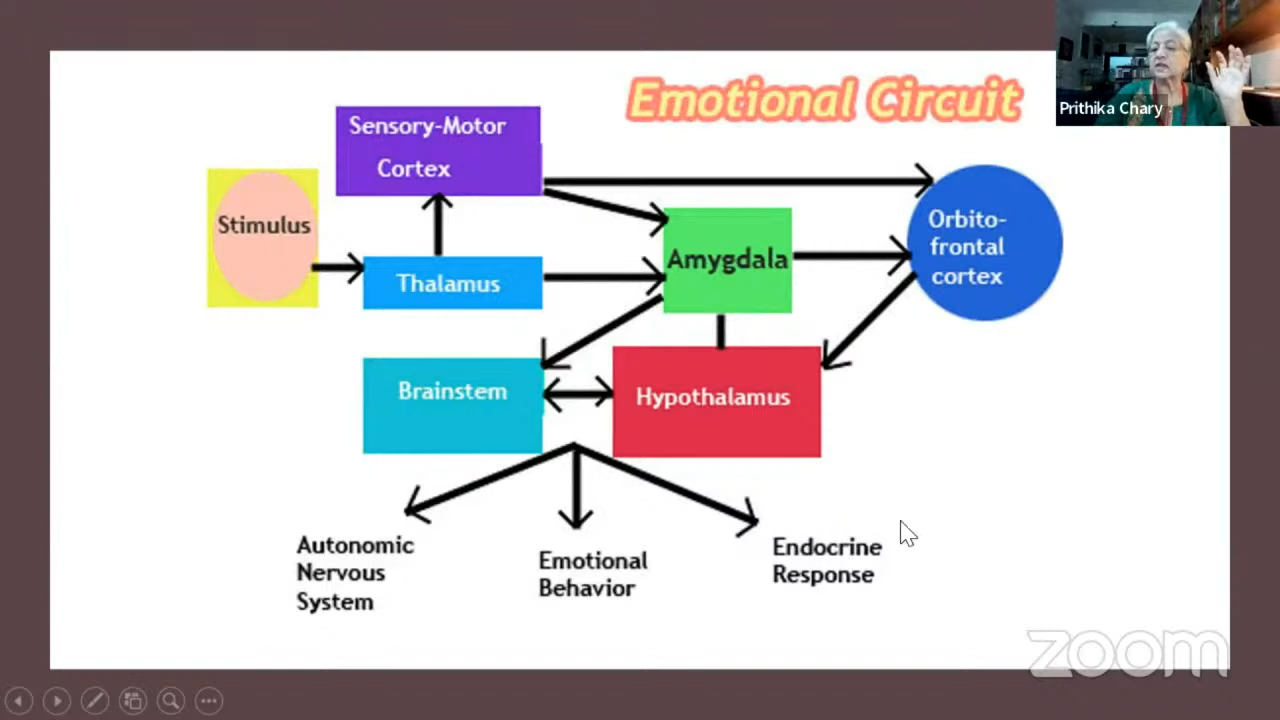 Emotional Circuit
Prithika Chary
Sensory-Motor
Cortex
Stimulus
Orbito-
frontal
cortex
Amygdala
Thalamus
Brainstem
Hypothalamus
Autonomic
Nervous
System
Emotional
Behavior
Endocrine
Response
zoom